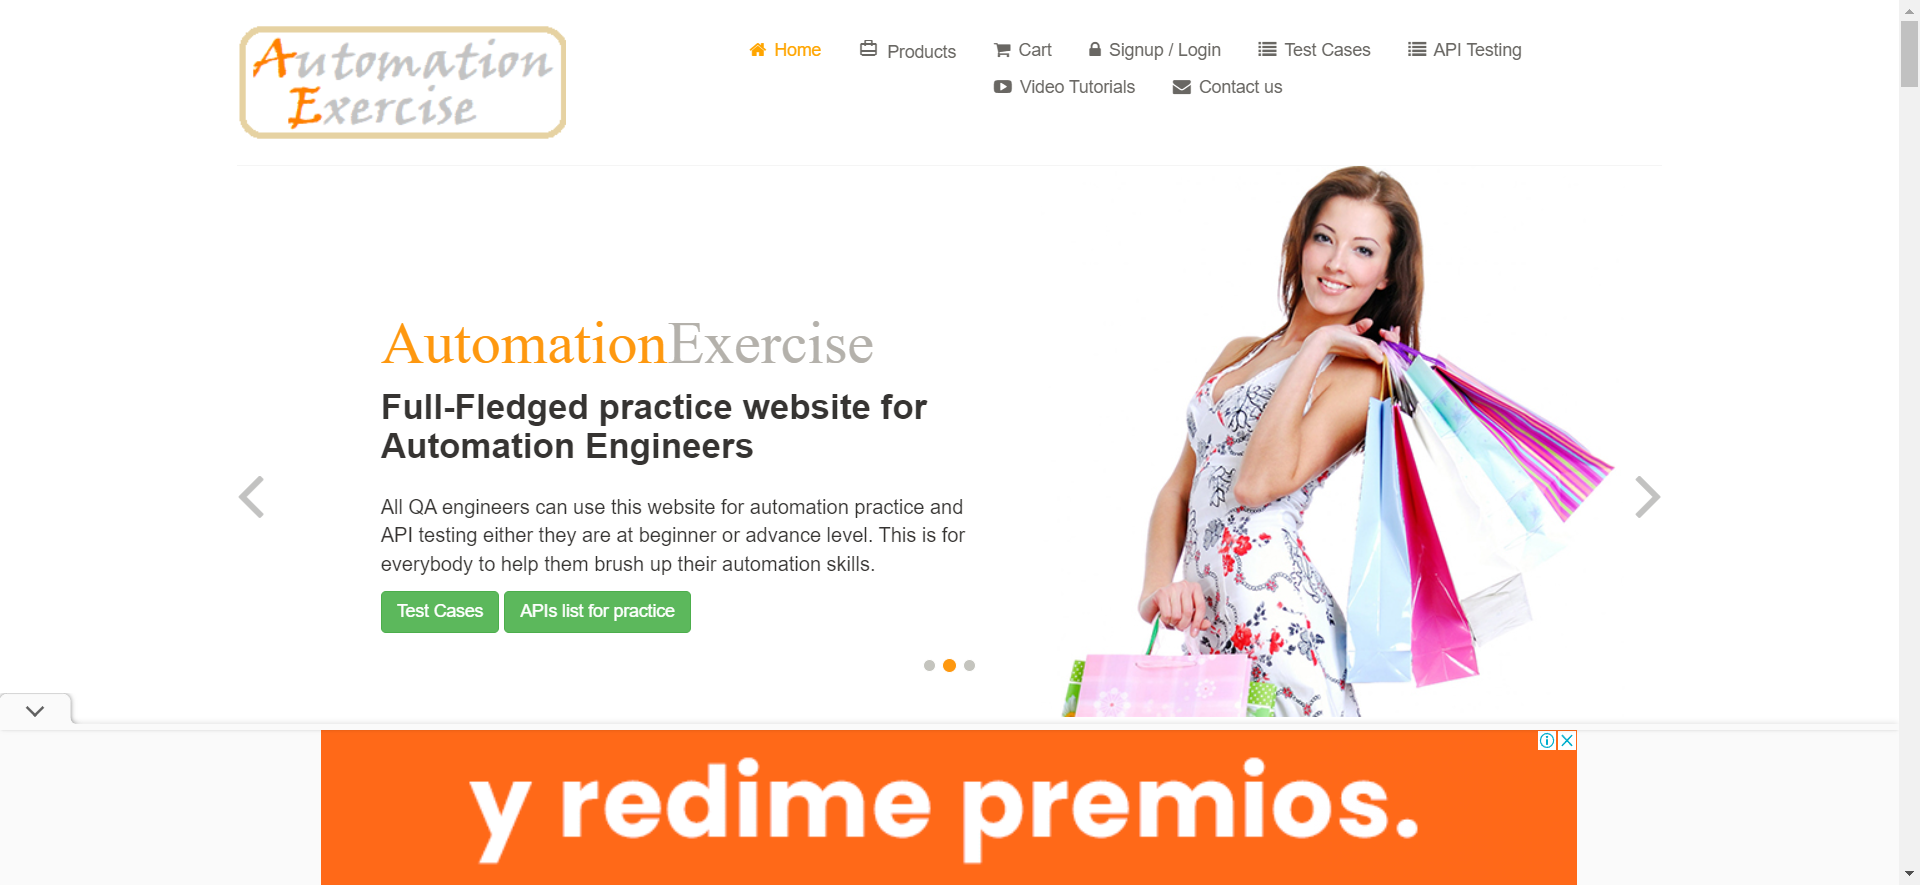 Automation
Exercise
Home
Products
Cart
Signup / Login
Test Cases
API Testing
Video Tutorials
Contact us
AutomationExercise
Full-Fledged practice website for
Automation Engineers
All QA engineers can use this website for automation practice and
API testing either they are at beginner or advance level. This is for
everybody to help them brush up their automation skills.
Test Cases
APIs list for practice
y redime premios.